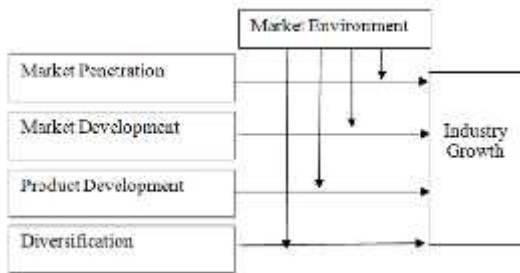 Market Environment
Market Penetration
Market Development
Product Development
Diversification
Industry
Growth